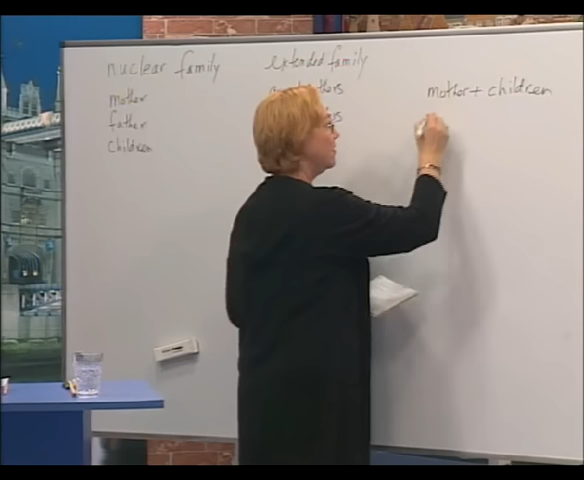 nuclear family
mother
father
children
extended family
mother + children